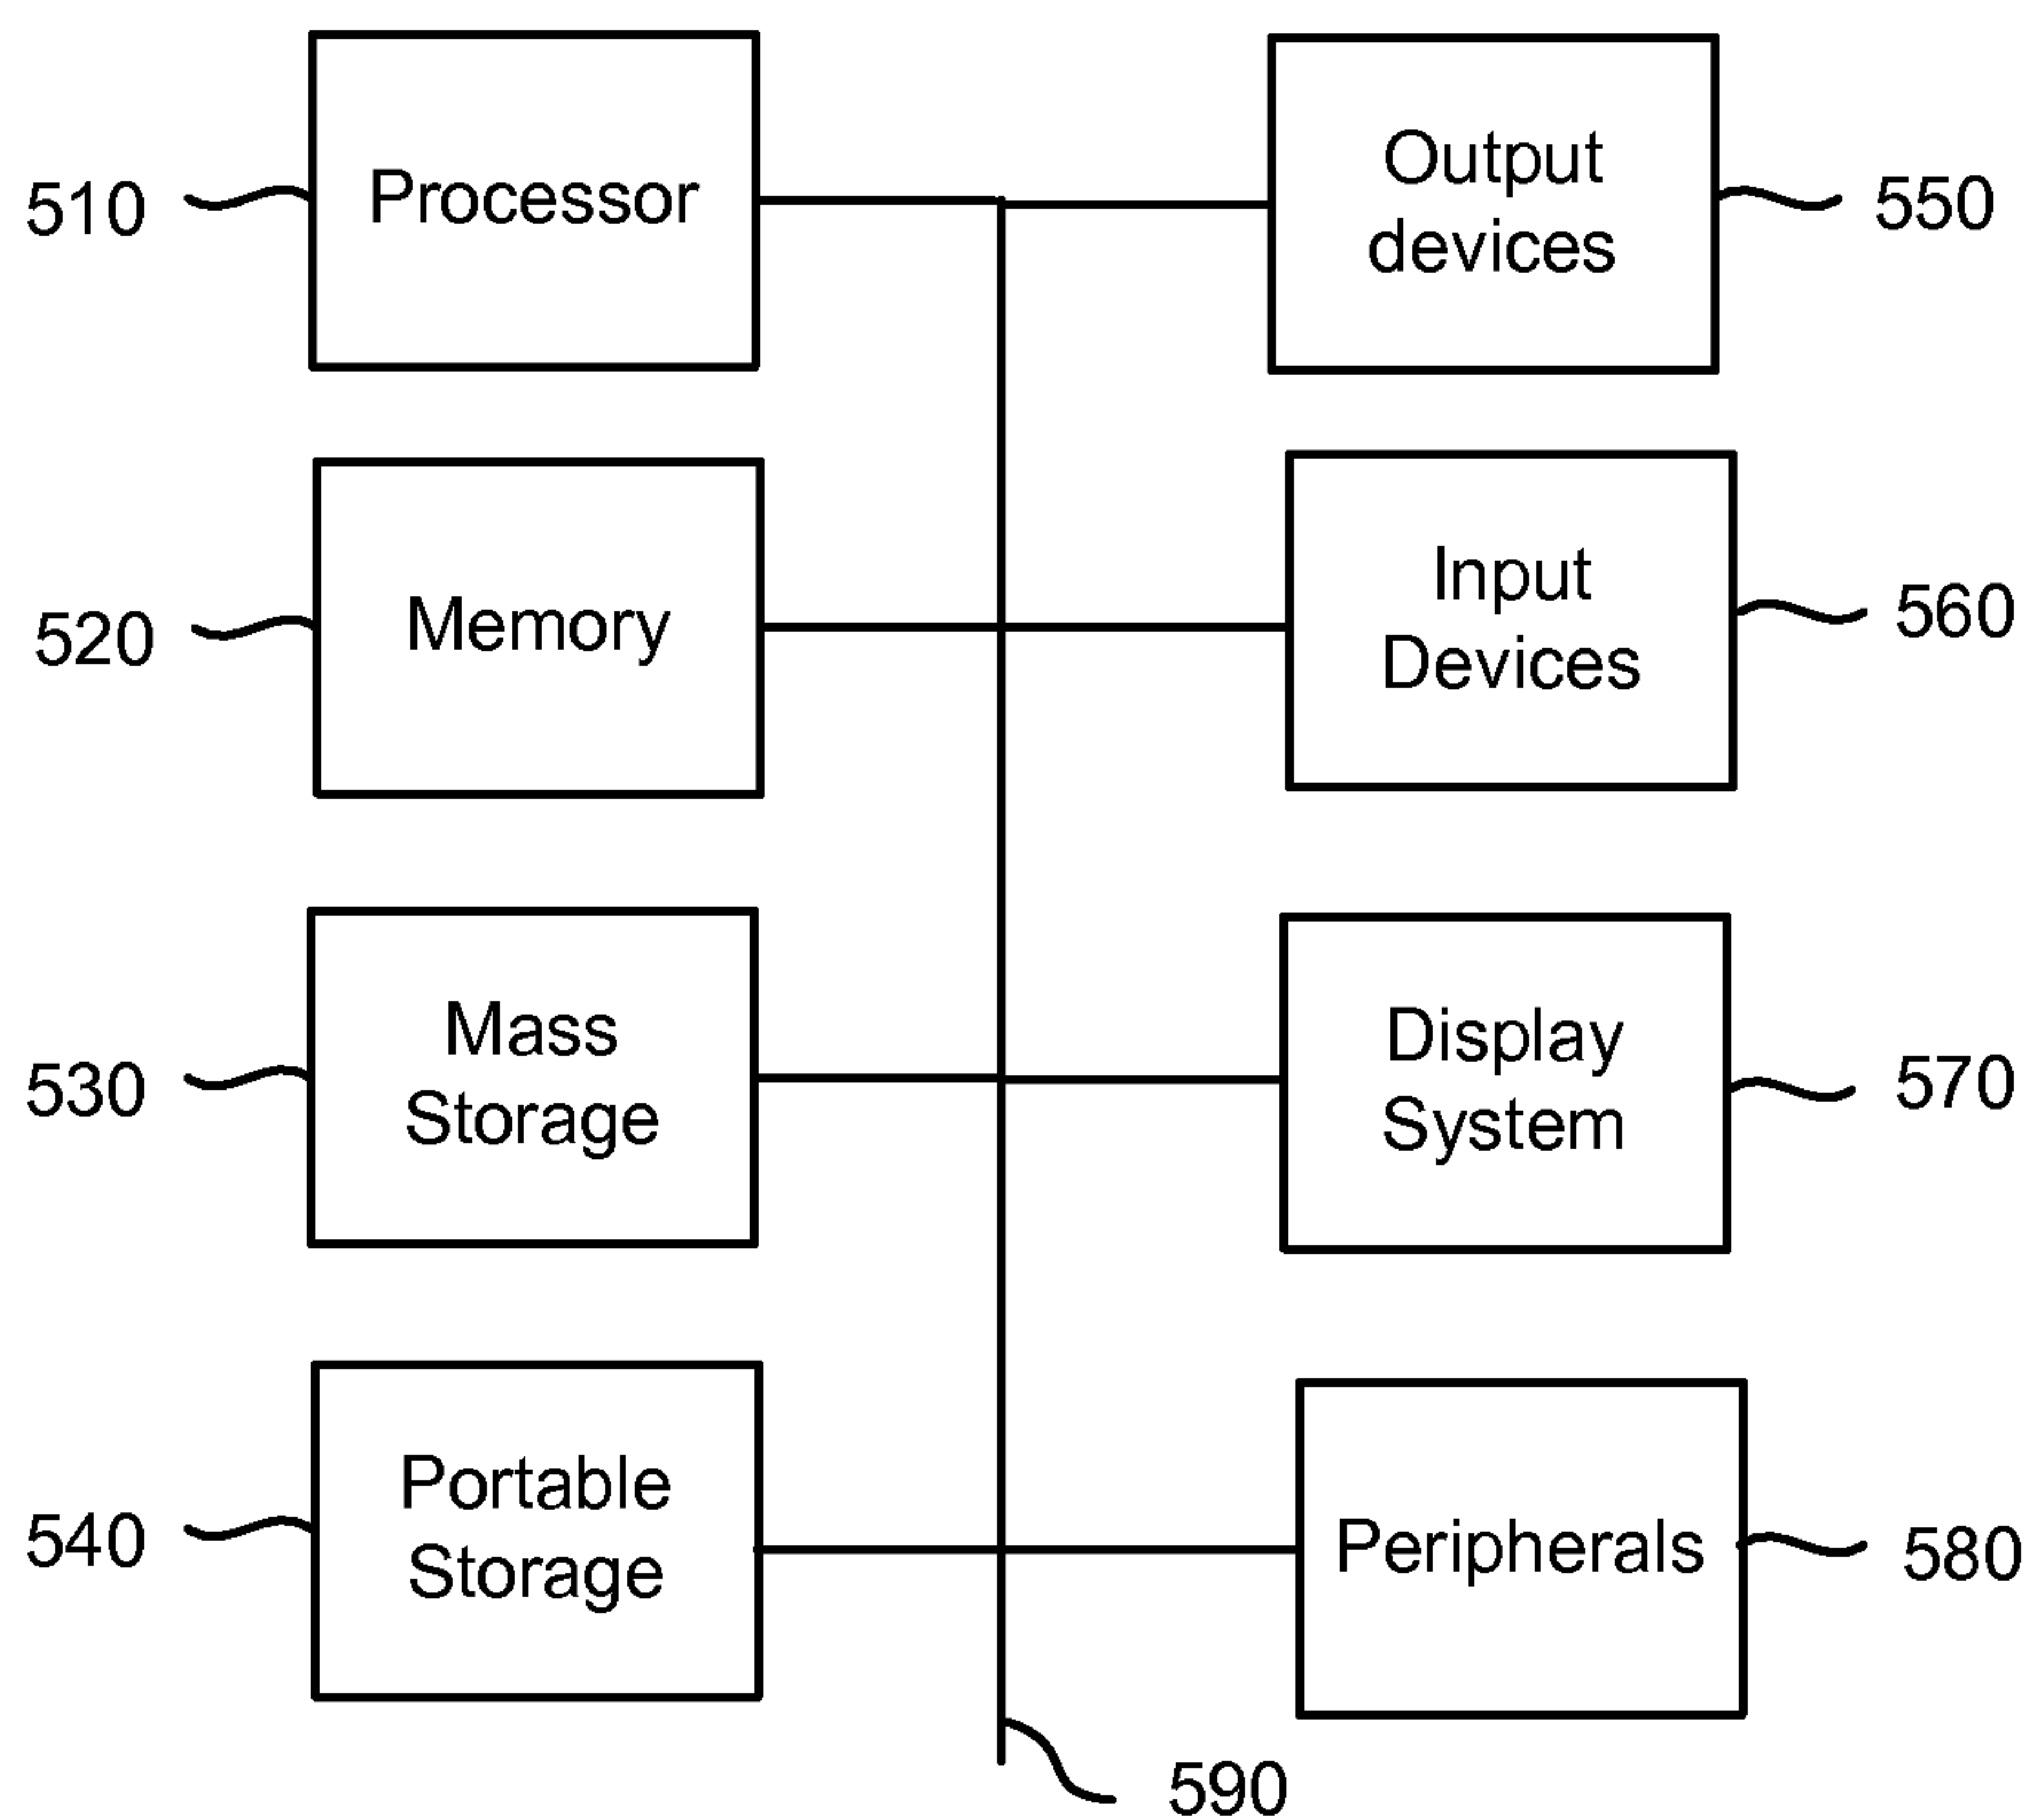 510
Processor
Output
devices
550
520
Memory
Input
Devices
560
530
Mass
Storage
Display
System
570
540
Portable
Storage
Peripherals
580
590